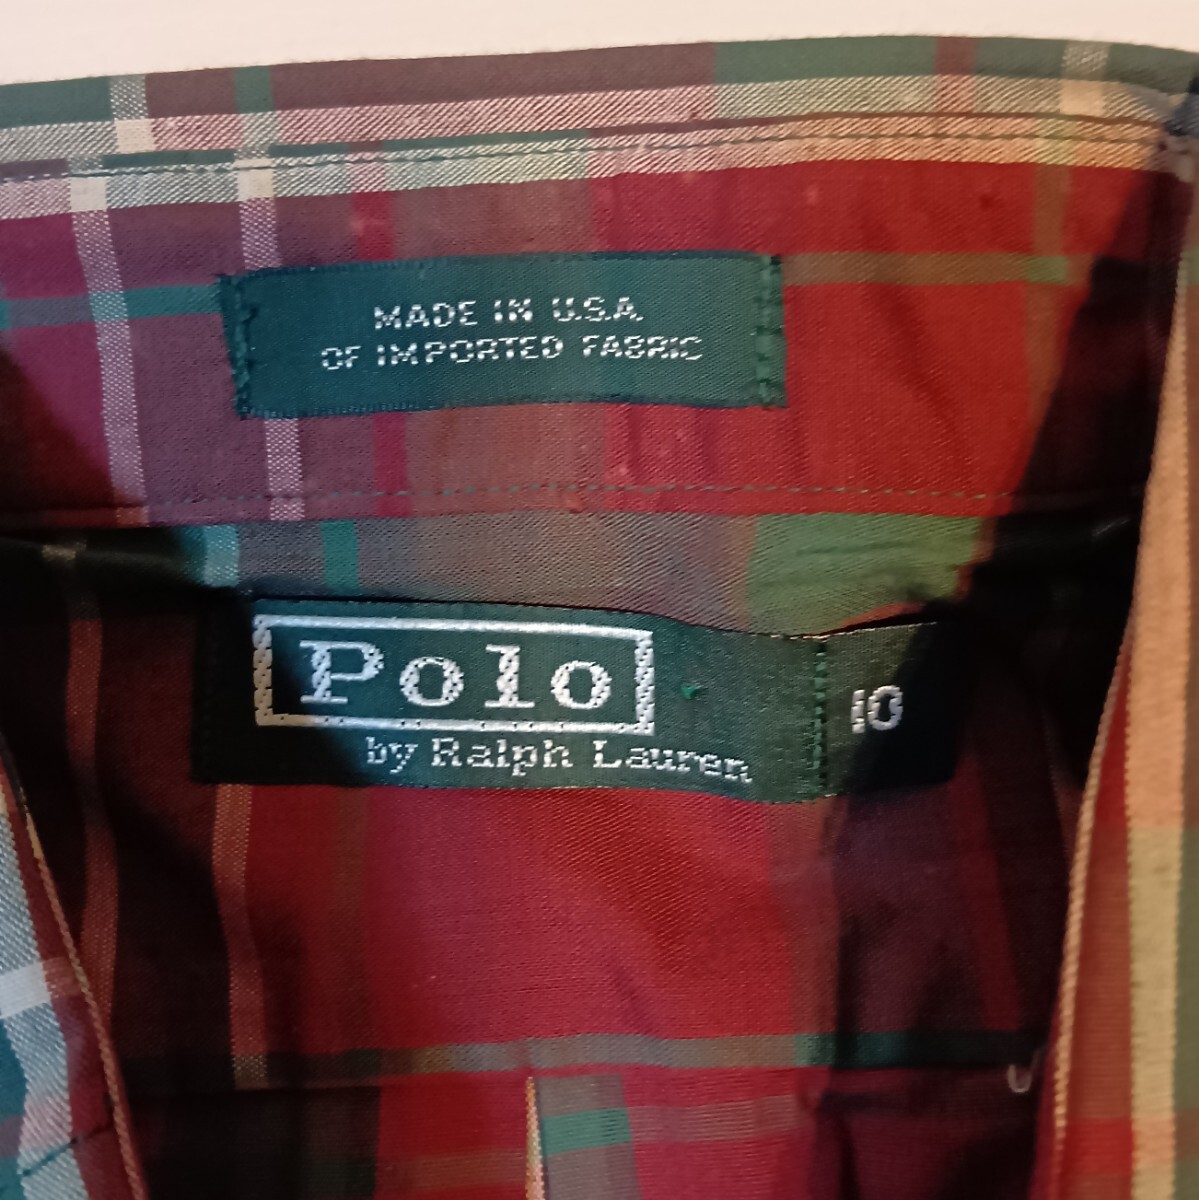 MADE IN U.S.A.
OF IMPORTED FABRIC
Polo
by Ralph Lauren
10